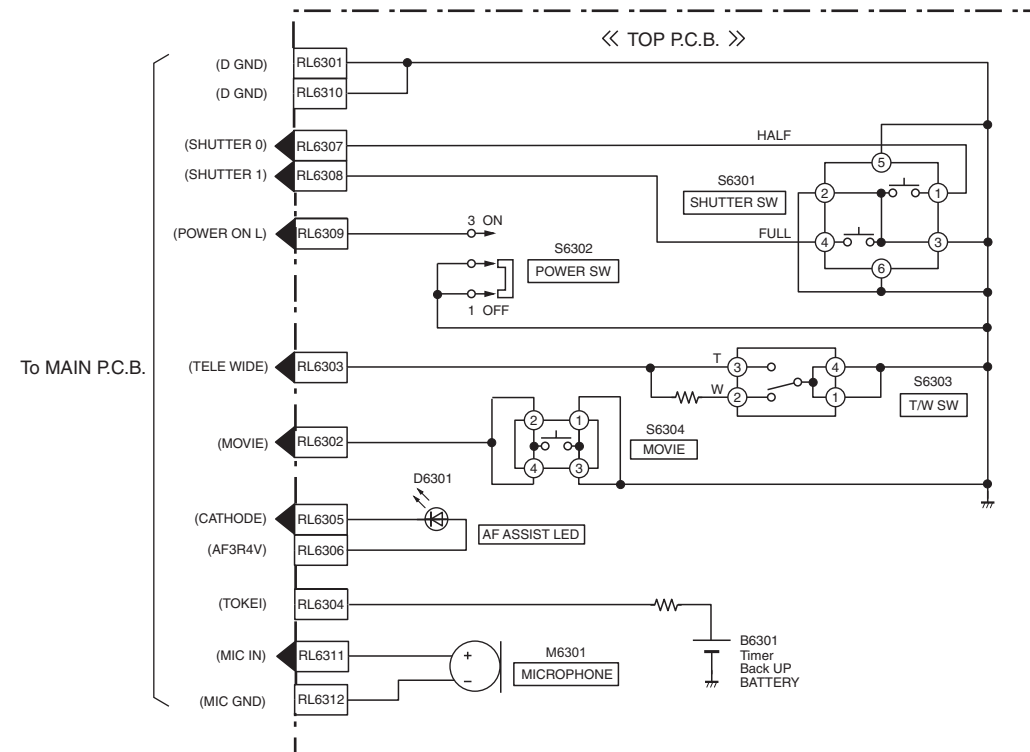 ≪ TOP P.C.B. ≫
(D GND) RL6301
(D GND) RL6310
(SHUTTER 0) RL6307 HALF
(SHUTTER 1) RL6308
5
S6301
SHUTTER SW
2 1
FULL 4 3
6
(POWER ON L) RL6309 3 ON
S6302
POWER SW
1 OFF
To MAIN P.C.B.
(TELE WIDE) RL6303 T 3 4
W 2 1
S6303
T/W SW
(MOVIE) RL6302
2 1
4 3
S6304
MOVIE
D6301
(CATHODE) RL6305
AF ASSIST LED
(AF3R4V) RL6306
(TOKEI) RL6304
B6301
Timer
Back UP
BATTERY
(MIC IN) RL6311 +
M6301
MICROPHONE
(MIC GND) RL6312 −